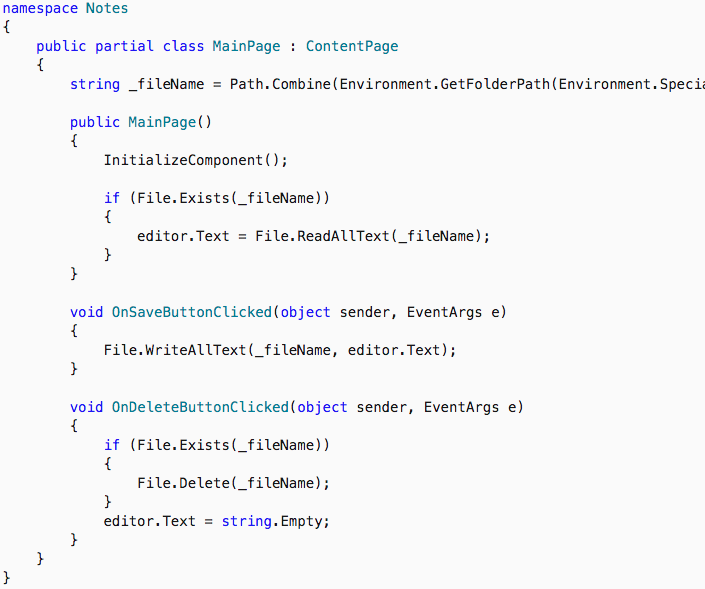 namespace Notes
{
    public partial class MainPage : ContentPage
    {
        string _fileName = Path.Combine(Environment.GetFolderPath(Environment.Specia
        public MainPage()
        {
            InitializeComponent();

            if (File.Exists(_fileName))
            {
                editor.Text = File.ReadAllText(_fileName);
            }
        }

        void OnSaveButtonClicked(object sender, EventArgs e)
        {
            File.WriteAllText(_fileName, editor.Text);
        }

        void OnDeleteButtonClicked(object sender, EventArgs e)
        {
            if (File.Exists(_fileName))
            {
                File.Delete(_fileName);
            }
            editor.Text = string.Empty;
        }
    }
}